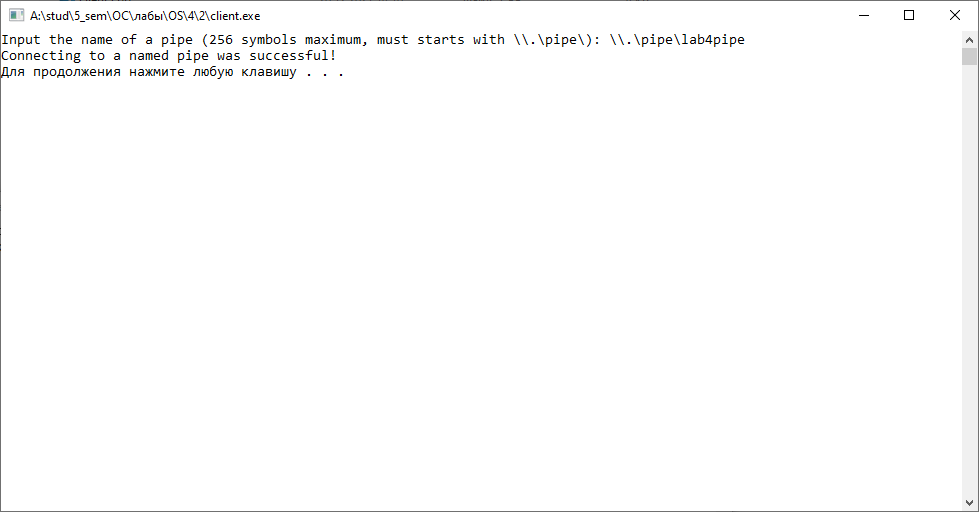 A:\stud\5_sem\ОС\лабы\OS\4\2\client.exe
Input the name of a pipe (256 symbols maximum, must starts with \\.\pipe\): \\.\pipe\lab4pipe
Connecting to a named pipe was successful!
Для продолжения нажмите любую клавишу . . .